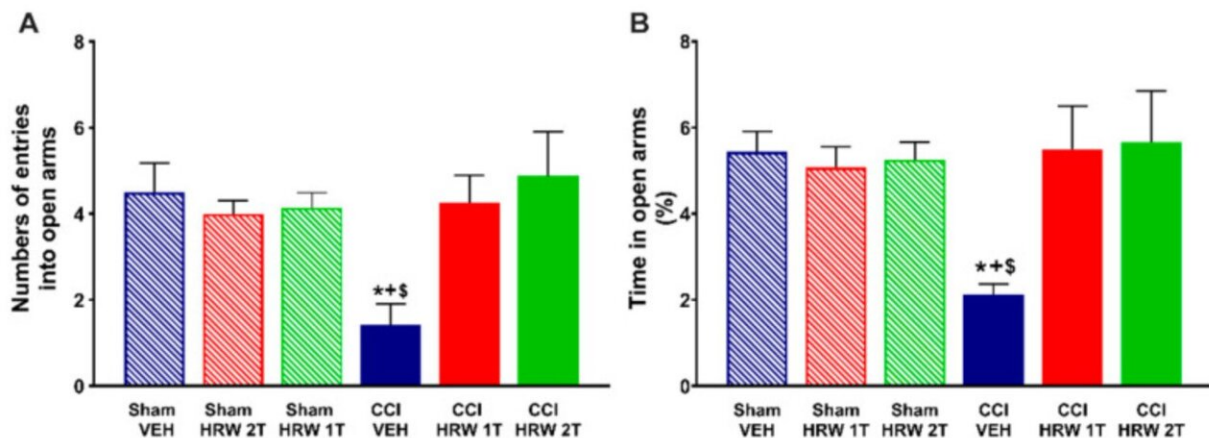 A
Numbers of entries
into open arms
8
6
4
2
0
*+$
Sham
VEH
Sham
HRW 2T
Sham
HRW 1T
CCI
VEH
CCI
HRW 1T
CCI
HRW 2T
B
Time in open arms
(%)
8
6
4
2
0
*+$
Sham
VEH
Sham
HRW 1T
Sham
HRW 2T
CCI
VEH
CCI
HRW 1T
CCI
HRW 2T